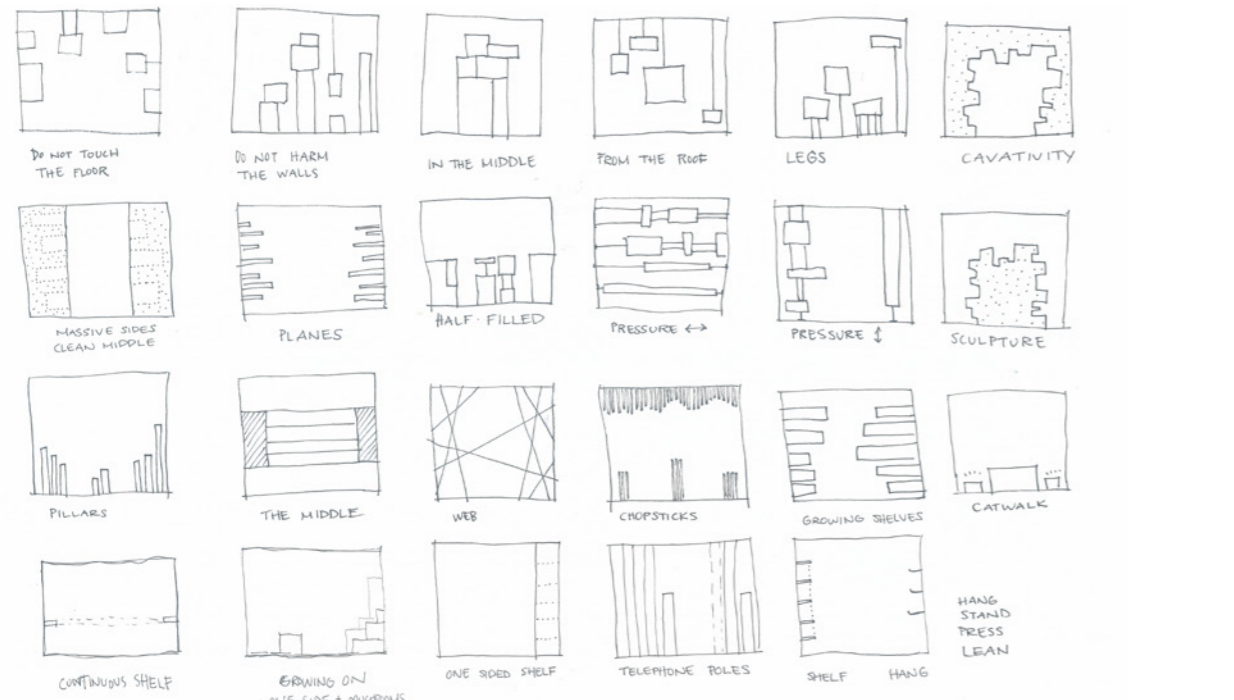 DO NOT TOUCH
THE FLOOR
DO NOT HARM
THE WALLS
IN THE MIDDLE
FROM THE ROOF
LEGS
CAVATIVITY
MASSIVE SIDES
CLEAN MIDDLE
PLANES
HALF-FILLED
PRESSURE ↔
PRESSURE ↕
SCULPTURE
PILLARS
THE MIDDLE
WEB
CHOPSTICKS
GROWING SHELVES
CATWALK
CONTINUOUS SHELF
GROWING ON
ONE SIDE +
ONE SIDED SHELF
TELEPHONE POLES
SHELF HANG
HANG
STAND
PRESS
LEAN